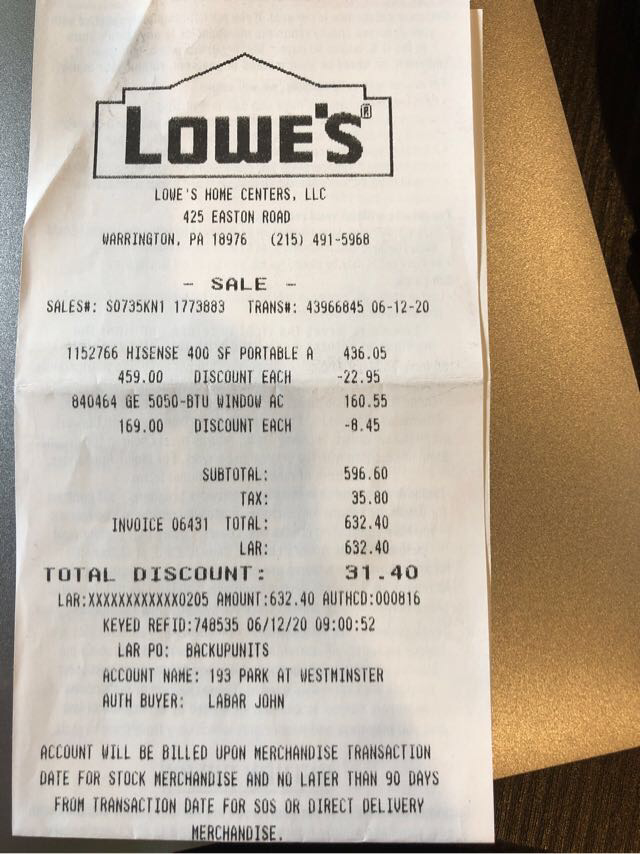 LOWE'S®
LOWE'S HOME CENTERS, LLC
425 EASTON ROAD
WARRINGTON, PA 18976 (215) 491-5968
- SALE -
SALES#: S0735KN1 1773883 TRANS#: 43966845 06-12-20
1152766 HISENSE 400 SF PORTABLE A 436.05
459.00 DISCOUNT EACH -22.95
840464 GE 5050-BTU WINDOW AC 160.55
169.00 DISCOUNT EACH -8.45
SUBTOTAL: 596.60
TAX: 35.80
INVOICE 06431 TOTAL: 632.40
LAR: 632.40
TOTAL DISCOUNT: 31.40
LAR:XXXXXXXXXXXX0205 AMOUNT:632.40 AUTHCD:000816
KEYED REFID:748535 06/12/20 09:00:52
LAR PO: BACKUPUNITS
ACCOUNT NAME: 193 PARK AT WESTMINSTER
AUTH BUYER: LABAR JOHN
ACCOUNT WILL BE BILLED UPON MERCHANDISE TRANSACTION
DATE FOR STOCK MERCHANDISE AND NO LATER THAN 90 DAYS
FROM TRANSACTION DATE FOR SOS OR DIRECT DELIVERY
MERCHANDISE.